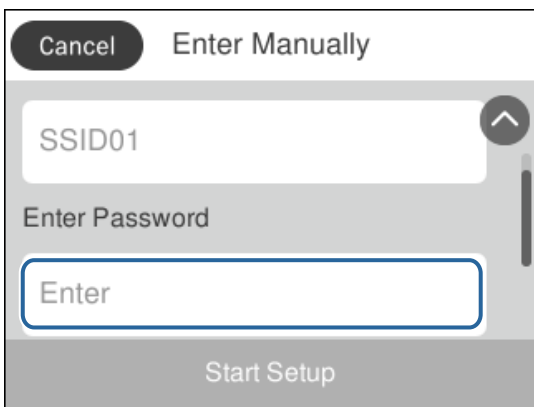 Cancel Enter Manually
SSID01
Enter Password
Enter
Start Setup